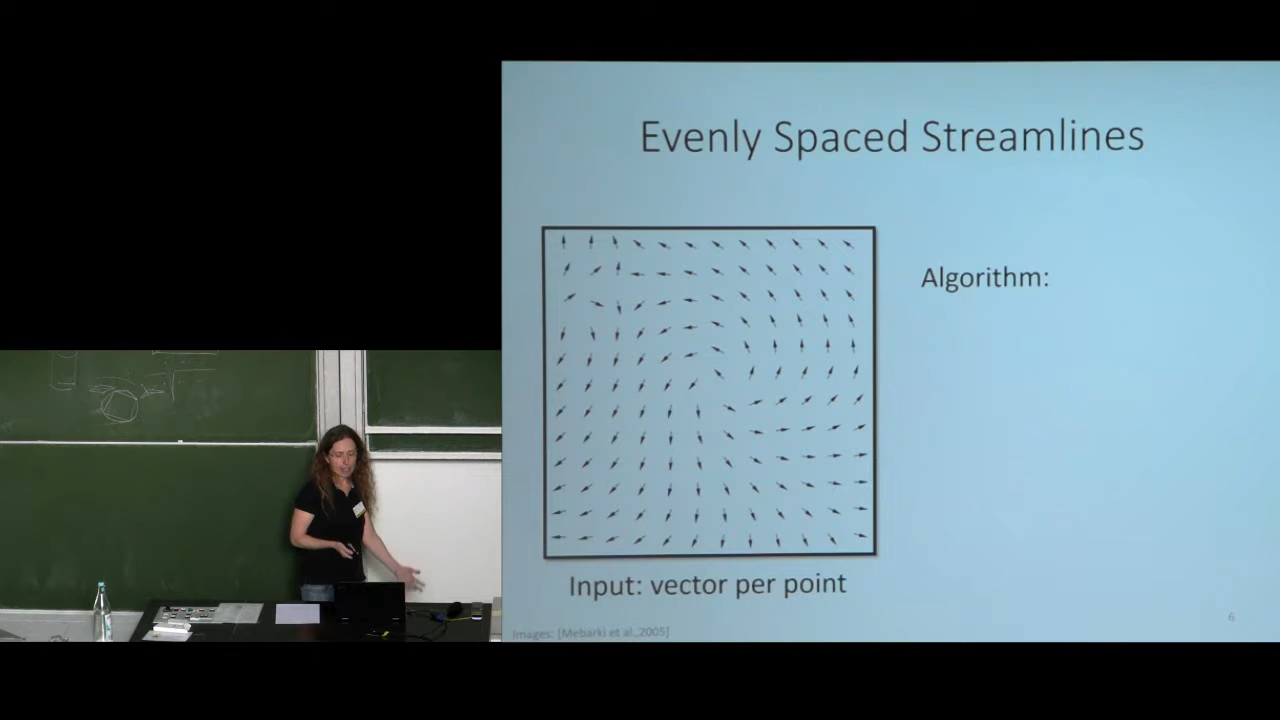 Evenly Spaced Streamlines
Algorithm:
Input: vector per point
Images: [Mebarki et al.,2005]
6